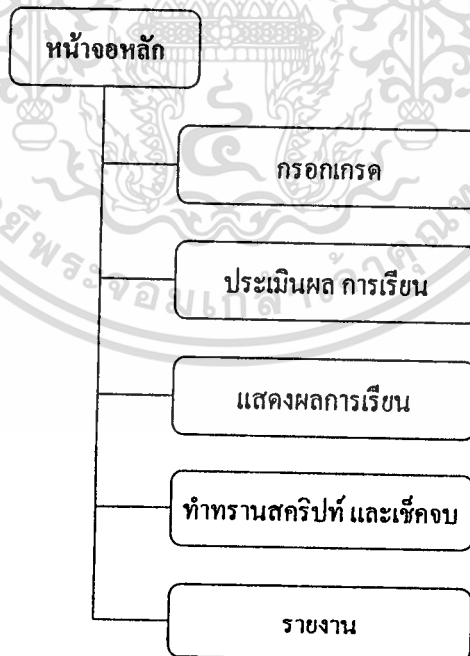 หน้าจอหลัก
กรอกเกรด
ประเมินผล การเรียน
แสดงผลการเรียน
ทำทรานสคริปท์ และเช็คจบ
รายงาน